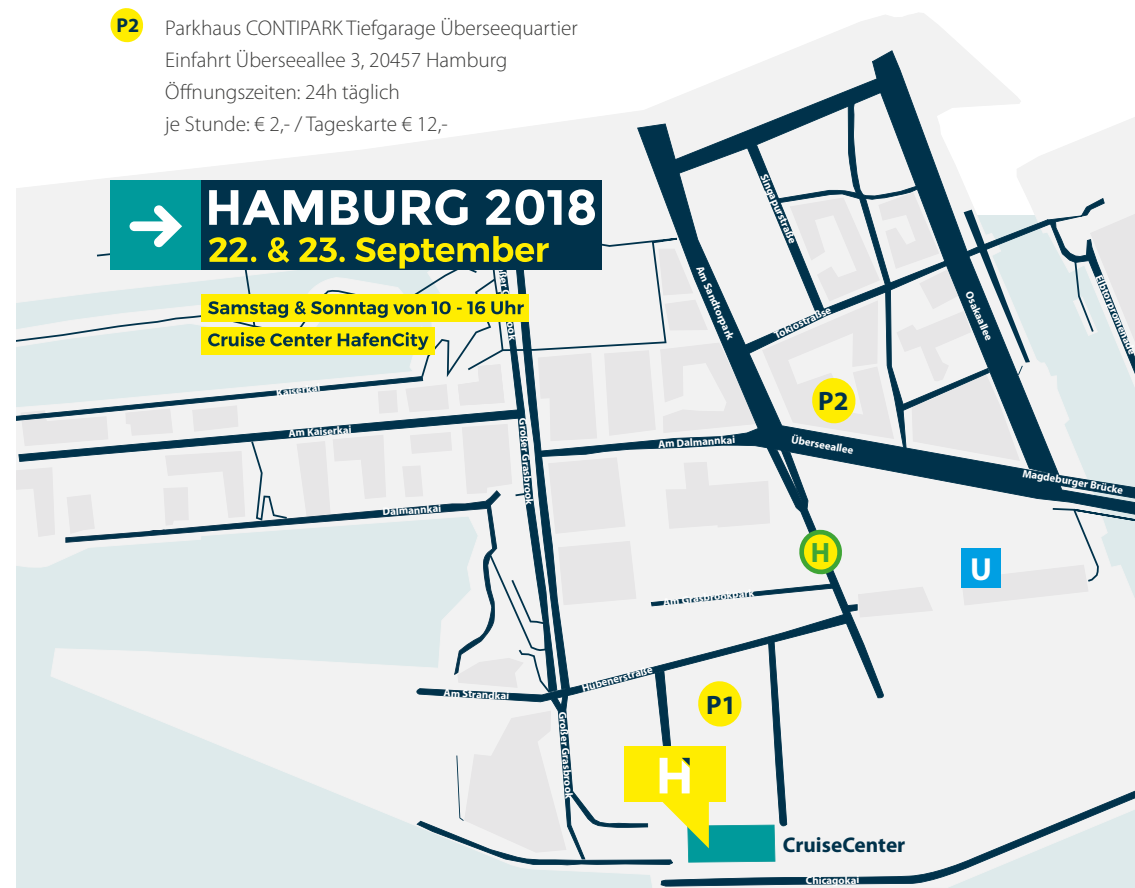 P2 Parkhaus CONTIPARK Tiefgarage Überseequartier
Einfahrt Überseeallee 3, 20457 Hamburg
Öffnungszeiten: 24h täglich
je Stunde: € 2,- / Tageskarte € 12,-
HAMBURG 2018
22. & 23. September
Samstag & Sonntag von 10 - 16 Uhr
Cruise Center HafenCity
Singapurstraße
Am Sandtorpark
Tokiostraßse
Osakaallee
Elbtorpromenade
Kaiserkai
Am Kaiserkai
Großer Grasbrook
P2
Am Dalmannkai
Überseeallee
Magdeburger Brücke
Dalmannkai
H
U
Am Grasbrookpark
Hübenerstraße
Am Strandkai
P1
Großer Grasbrook
H
CruiseCenter
Chicagokai